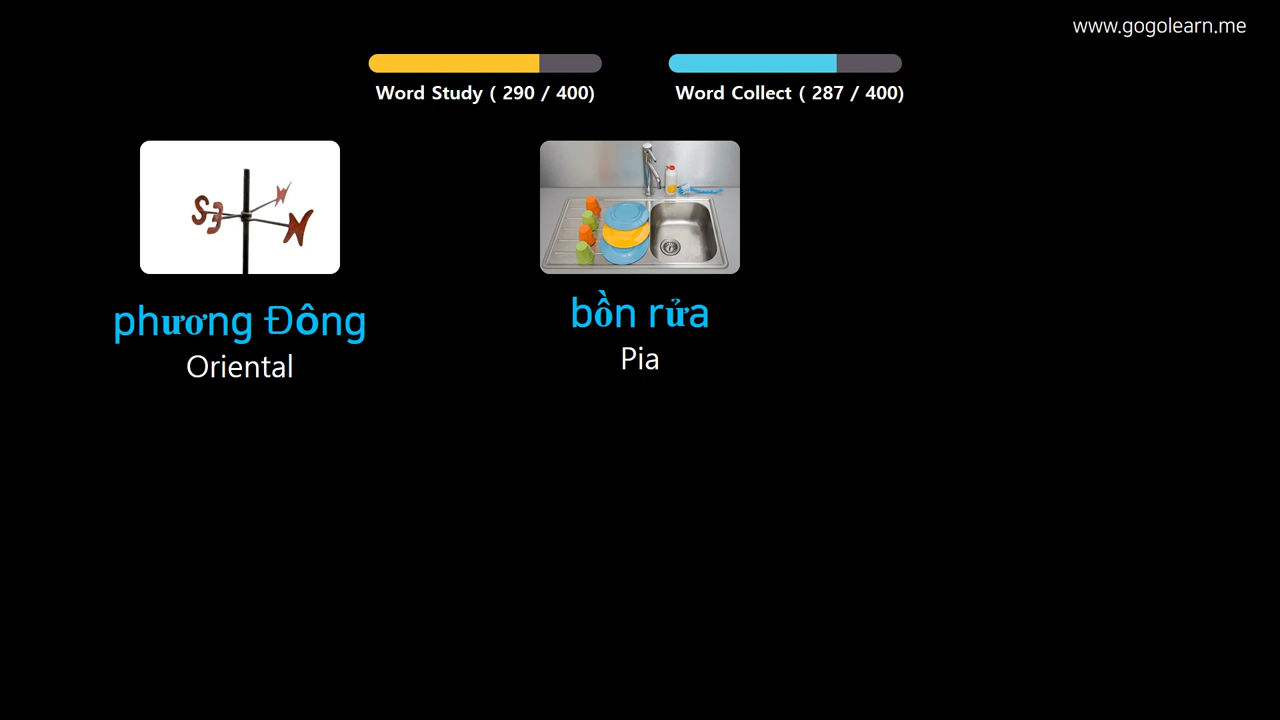 www.gogolearn.me
Word Study ( 290 / 400)
Word Collect ( 287 / 400)
S
E
N
phương Đông
Oriental
bồn rửa
Pia